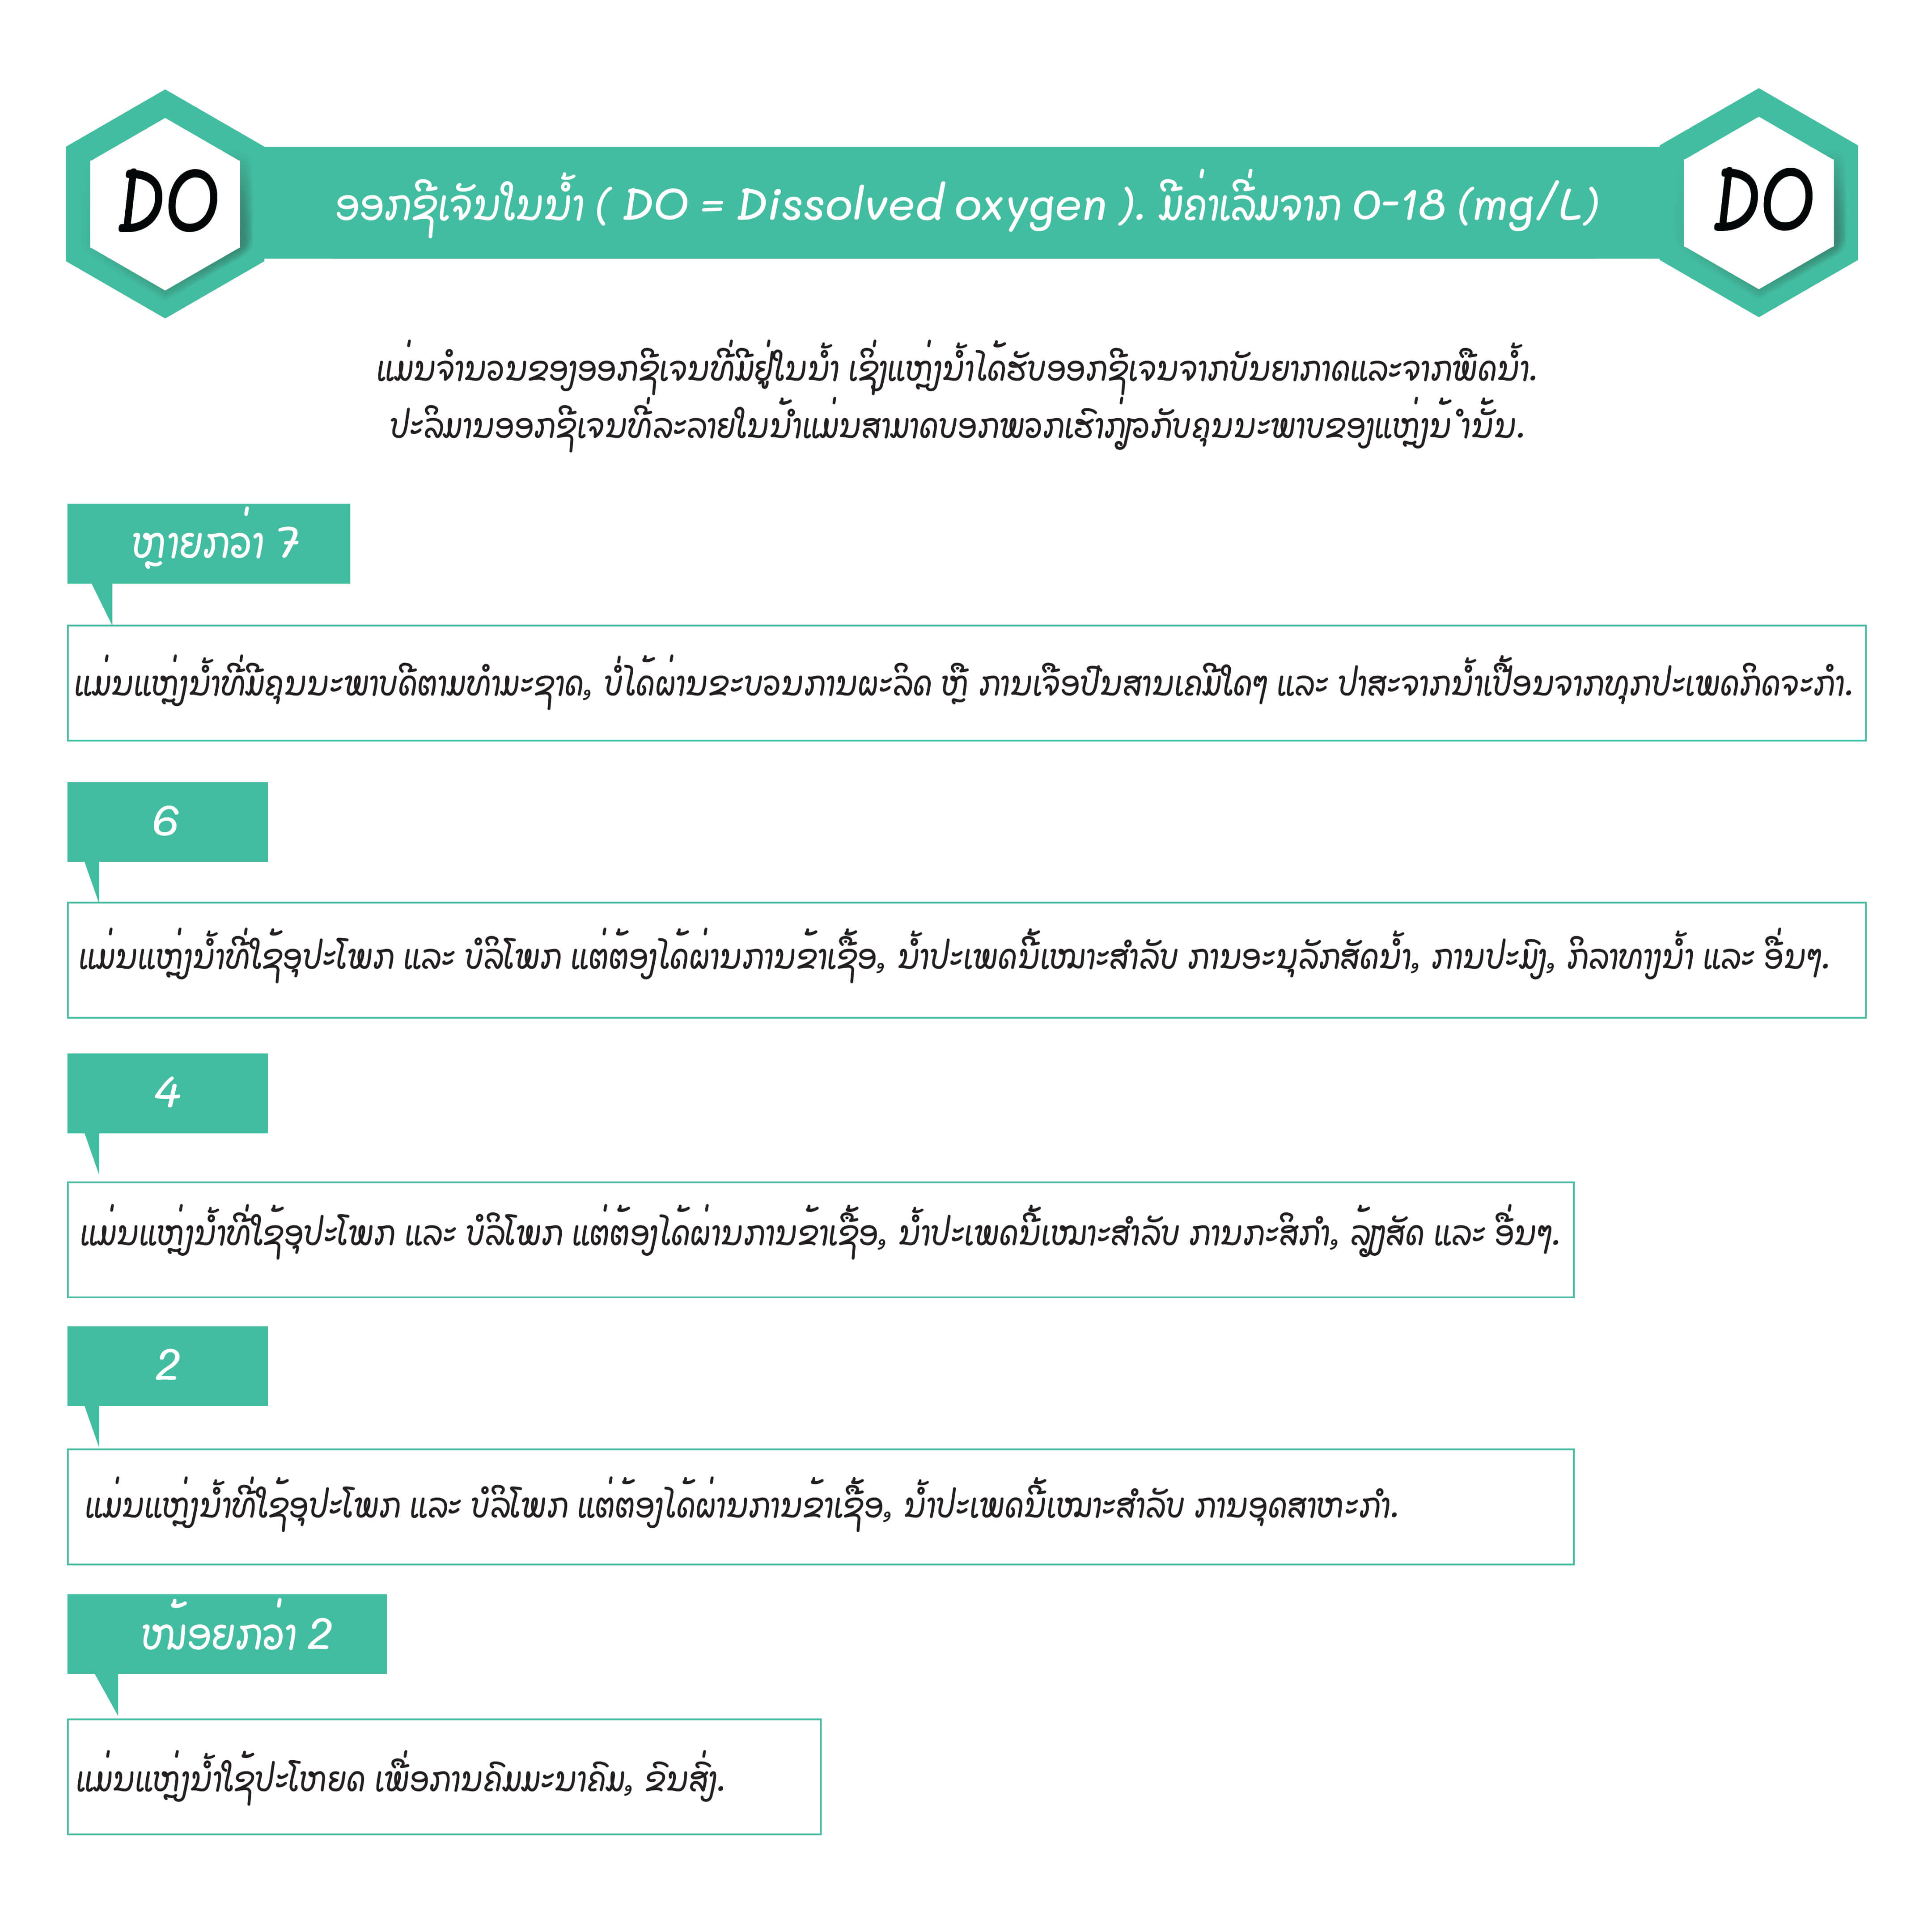 DO
ອອກຊີເຈັນໃນນ້ຳ ( DO = Dissolved oxygen ). ມີຄ່າເລີ່ມຈາກ 0-18 (mg/L)
DO
ແມ່ນຈຳນວນຂອງອອກຊີເຈນທີ່ມີຢູ່ໃນນ້ຳ ເຊິ່ງແຫຼ່ງນ້ຳໄດ້ຮັບອອກຊີເຈນຈາກບັນຍາກາດແລະຈາກພືດນ້ຳ.
ປະລິມານອອກຊີເຈນທີ່ລະລາຍໃນນ້ຳແມ່ນສາມາດບອກພວກເຮົາກ່ຽວກັບຄຸນນະພາບຂອງແຫຼ່ງນ້ ຳນັ້ນ.
ຫຼາຍກວ່າ 7
ແມ່ນແຫຼ່ງນ້ຳທີ່ມີຄຸນນະພາບດີຕາມທຳມະຊາດ, ບໍ່ໄດ້ຜ່ານຂະບວນການຜະລິດ ຫຼື ການເຈືອປົນສານເຄມີໃດໆ ແລະ ປາສະຈາກນ້ຳເປື້ອນຈາກທຸກປະເພດກິດຈະກຳ.
6
ແມ່ນແຫຼ່ງນ້ຳທີ່ໃຊ້ອຸປະໂພກ ແລະ ບໍລິໂພກ ແຕ່ຕ້ອງໄດ້ຜ່ານການຂ້າເຊື້ອ, ນ້ຳປະເພດນີ້ເໝາະສຳລັບ ການອະນຸລັກສັດນ້ຳ, ການປະມົງ, ກິລາທາງນ້ຳ ແລະ ອື່ນໆ.
4
ແມ່ນແຫຼ່ງນ້ຳທີ່ໃຊ້ອຸປະໂພກ ແລະ ບໍລິໂພກ ແຕ່ຕ້ອງໄດ້ຜ່ານການຂ້າເຊື້ອ, ນ້ຳປະເພດນີ້ເໝາະສຳລັບ ການກະສິກຳ, ລ້ຽງສັດ ແລະ ອື່ນໆ.
2
ແມ່ນແຫຼ່ງນ້ຳທີ່ໃຊ້ອຸປະໂພກ ແລະ ບໍລິໂພກ ແຕ່ຕ້ອງໄດ້ຜ່ານການຂ້າເຊື້ອ, ນ້ຳປະເພດນີ້ເໝາະສຳລັບ ການອຸດສາຫະກຳ.
ໜ້ອຍກວ່າ 2
ແມ່ນແຫຼ່ງນ້ຳໃຊ້ປະໂຫຍດ ເພື່ອການຄົມມະນາຄົມ, ຂົນສົ່ງ.